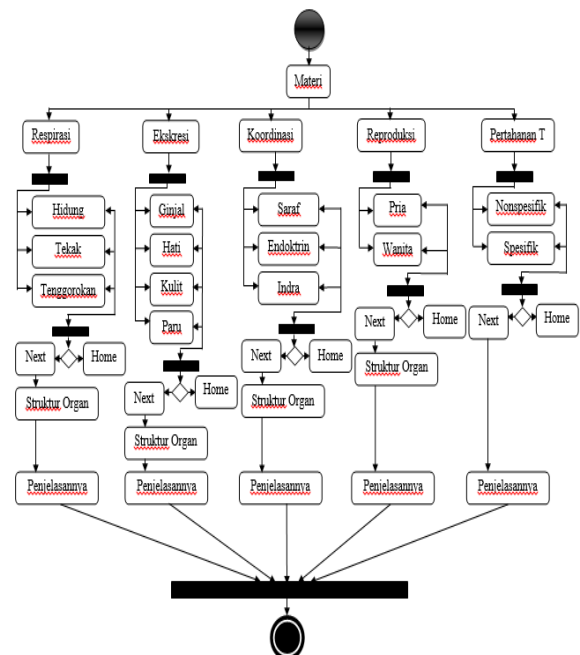 Materi
Respirasi
Ekskresi
Koordinasi
Reproduksi
Pertahanan T
Hidung
Tekak
Tenggorokan
Next
Home
Struktur Organ
Penjelasannya
Ginjal
Hati
Kulit
Paru
Next
Home
Struktur Organ
Penjelasannya
Saraf
Endoktrin
Indra
Next
Home
Struktur Organ
Penjelasannya
Pria
Wanita
Next
Home
Struktur Organ
Penjelasannya
Nonspesifik
Spesifik
Next
Home
Penjelasannya